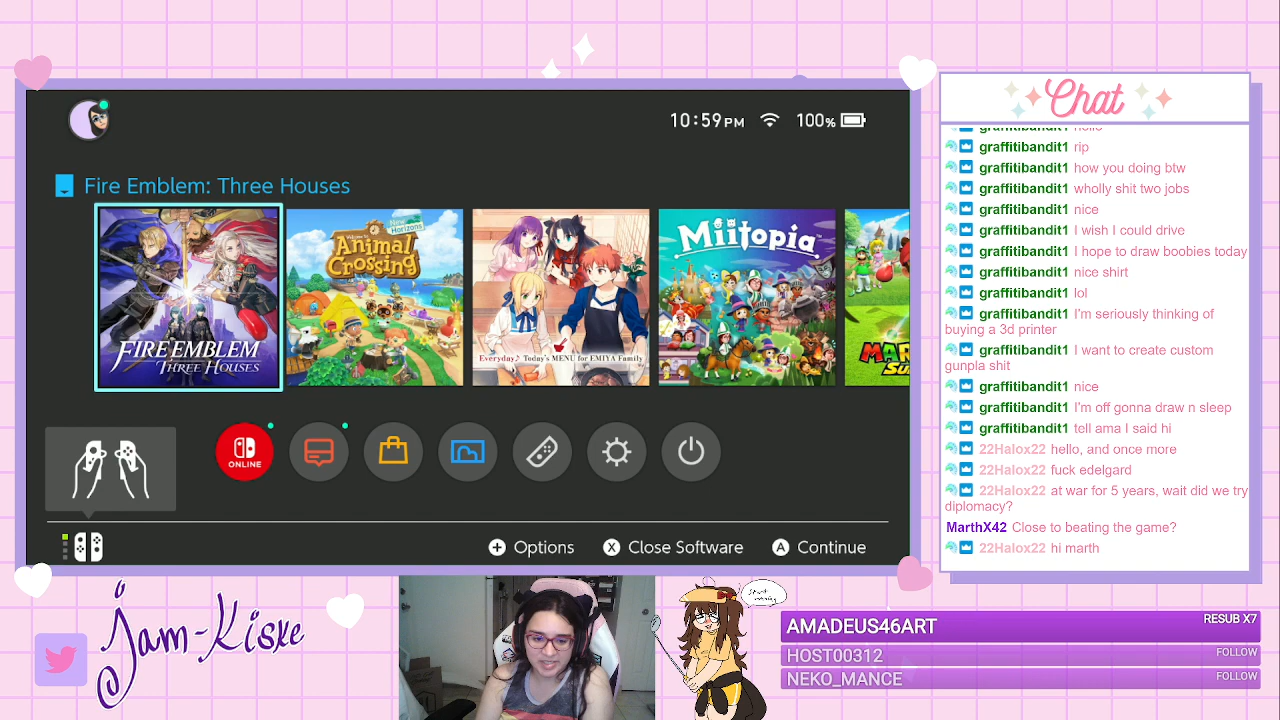 10:59 PM 100%
Fire Emblem: Three Houses
FIRE EMBLEM
THREE HOUSES
Welcome to
Animal
Crossing
New
Horizons
Everyday♪ Today's MENU for EMIYA Family
Miitopia
ONLINE
Options
Close Software
Continue
Chat
graffitibandit1 hello
graffitibandit1 rip
graffitibandit1 how you doing btw
graffitibandit1 wholly shit two jobs
graffitibandit1 nice
graffitibandit1 I wish I could drive
graffitibandit1 I hope to draw boobies today
graffitibandit1 nice shirt
graffitibandit1 lol
graffitibandit1 I'm seriously thinking of
buying a 3d printer
graffitibandit1 I want to create custom
gunpla shit
graffitibandit1 nice
graffitibandit1 I'm off gonna draw n sleep
graffitibandit1 tell ama I said hi
22Halox22 hello, and once more
22Halox22 fuck edelgard
22Halox22 at war for 5 years, wait did we try
diplomacy?
MarthX42 Close to beating the game?
22Halox22 hi marth
@Jam-Kiske
AMADEUS46ART RESUB X7
HOST00312 FOLLOW
NEKO_MANCE FOLLOW